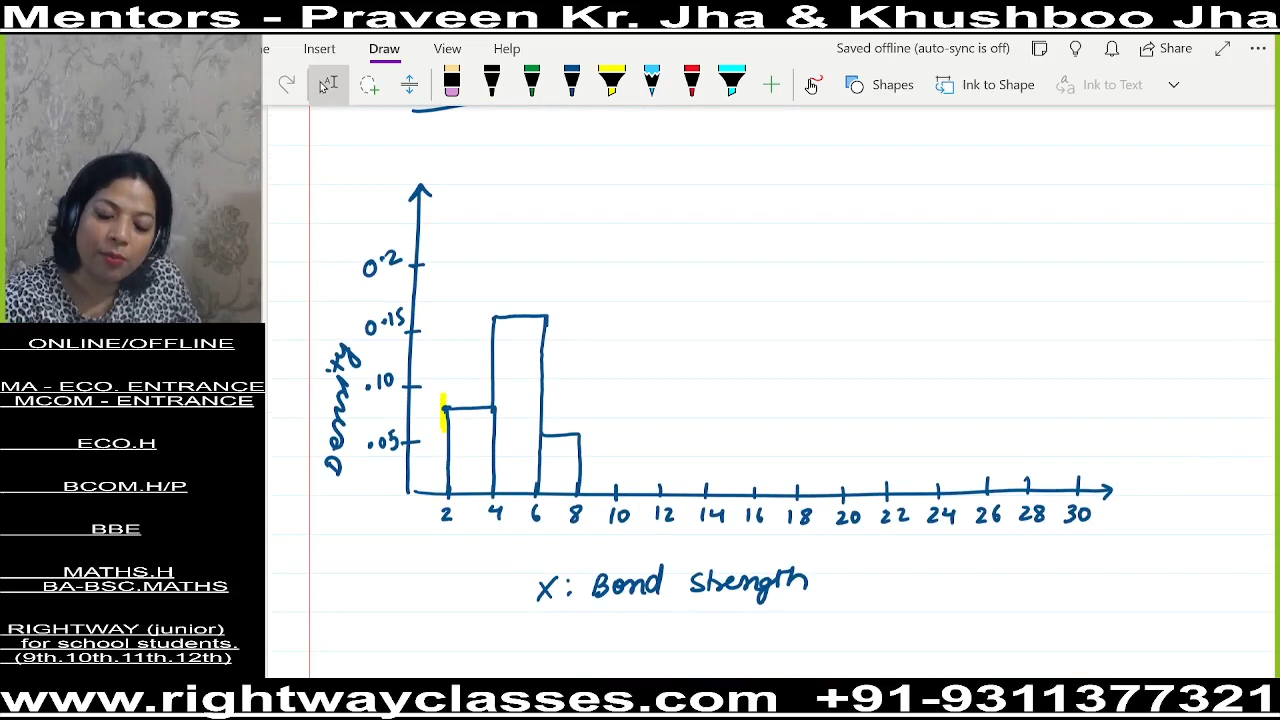 Mentors - Praveen Kr. Jha & Khushboo Jha
Insert Draw View Help
Saved offline (auto-sync is off)
Share
Shapes
Ink to Shape
Ink to Text
0.2
0.15
.10
.05
Density
2 4 6 8 10 12 14 16 18 20 22 24 26 28 30
X: Bond Strength
ONLINE/OFFLINE
MA - ECO. ENTRANCE
MCOM - ENTRANCE
ECO.H
BCOM.H/P
BBE
MATHS.H
BA-BSC.MATHS
RIGHTWAY (junior)
for school students.
(9th.10th.11th.12th)
www.rightwayclasses.com +91-9311377321